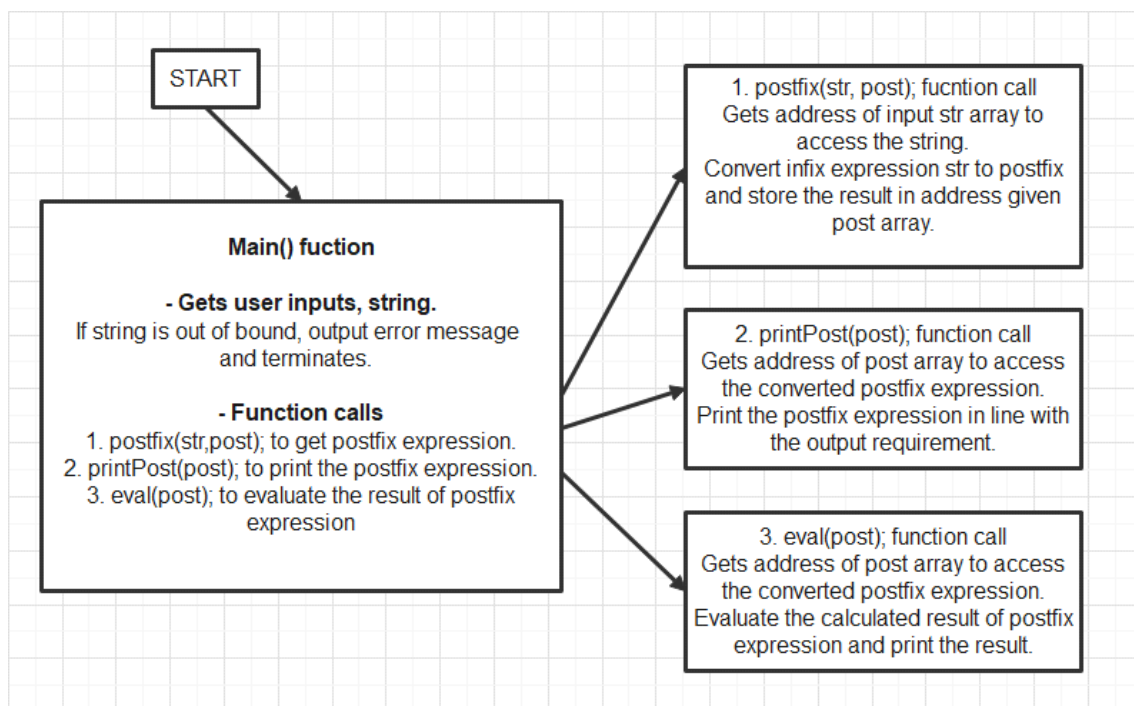 START
Main() fuction
- Gets user inputs, string.
If string is out of bound, output error message
and terminates.
- Function calls
1. postfix(str,post); to get postfix expression.
2. printPost(post); to print the postfix expression.
3. eval(post); to evaluate the result of postfix
expression
1. postfix(str, post); fucntion call
Gets address of input str array to
access the string.
Convert infix expression str to postfix
and store the result in address given
post array.
2. printPost(post); function call
Gets address of post array to access
the converted postfix expression.
Print the postfix expression in line with
the output requirement.
3. eval(post); function call
Gets address of post array to access
the converted postfix expression.
Evaluate the calculated result of postfix
expression and print the result.